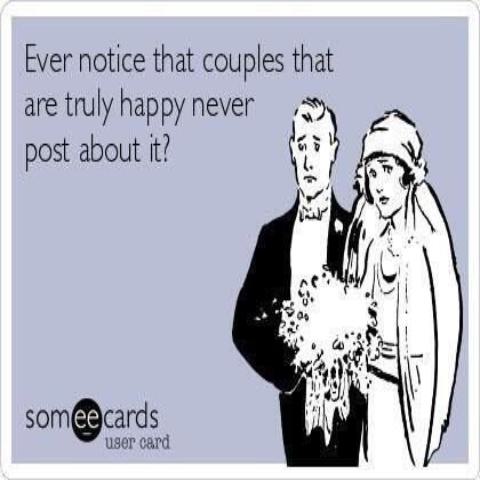 Ever notice that couples that
are truly happy never
post about it?
someecards
user card